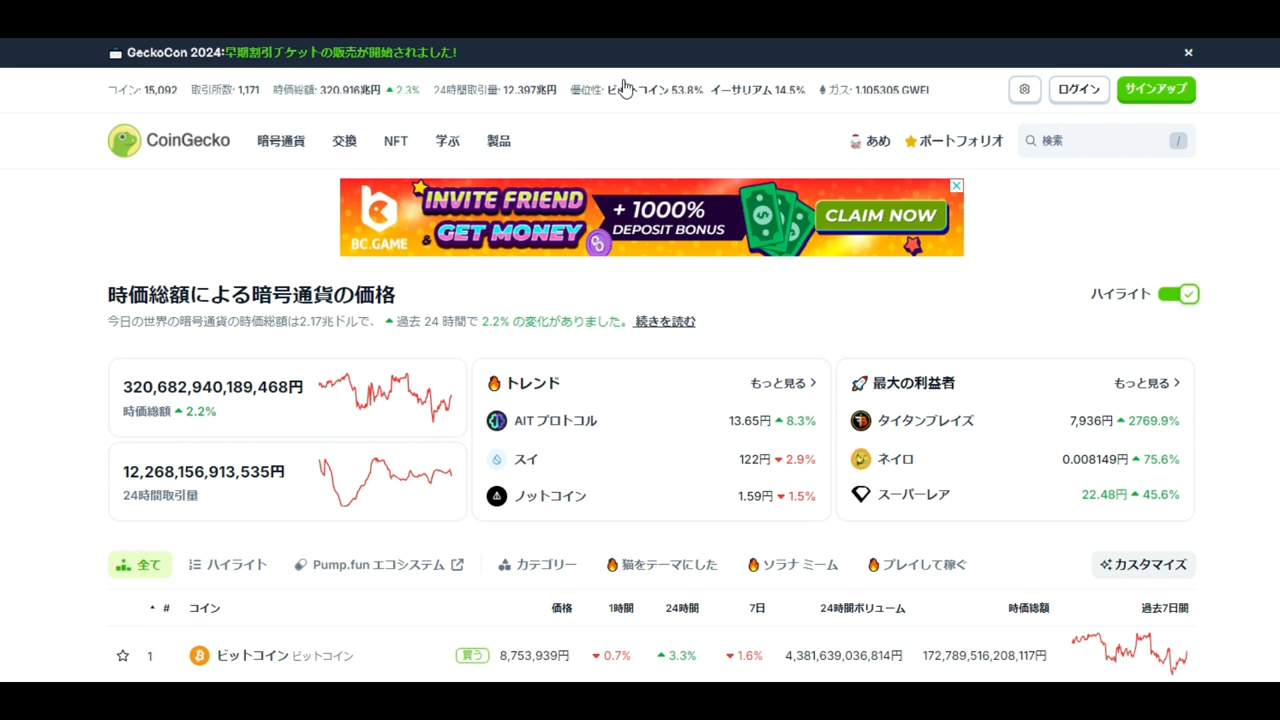 GeckoCon 2024:早期割引チケットの販売が開始されました!
コイン: 15,092 取引所数: 1,171 時価総額: 320.916兆円 2.3% 24時間取引量: 12.397兆円 優位性: コイン 53.8% イーサリアム 14.5% ガス: 1.105305 GWEI
ログイン
サインアップ
CoinGecko
暗号通貨 交換 NFT 学ぶ 製品
あめ ポートフォリオ 検索 /
BC.GAME
INVITE FRIEND
& GET MONEY
+ 1000%
DEPOSIT BONUS
CLAIM NOW
時価総額による暗号通貨の価格
ハイライト
今日の世界の暗号通貨の時価総額は2.17兆ドルで、 過去 24 時間で 2.2% の変化がありました。 続きを読む
320,682,940,189,468円
時価総額 2.2%
12,268,156,913,535円
24時間取引量
トレンド もっと見る
AIT プロトコル 13.65円 8.3%
スイ 122円 2.9%
ノットコイン 1.59円 1.5%
最大の利益者 もっと見る
タイタンブレイズ 7,936円 2769.9%
ネイロ 0.008149円 75.6%
スーパーレア 22.48円 45.6%
全て ハイライト Pump.fun エコシステム カテゴリー 猫をテーマにした ソラナ ミーム プレイして稼ぐ カスタマイズ
# コイン 価格 1時間 24時間 7日 24時間ボリューム 時価総額 過去7日間
1 ビットコイン ビットコイン 買う 8,753,939円 0.7% 3.3% 1.6% 4,381,639,036,814円 172,789,516,208,117円